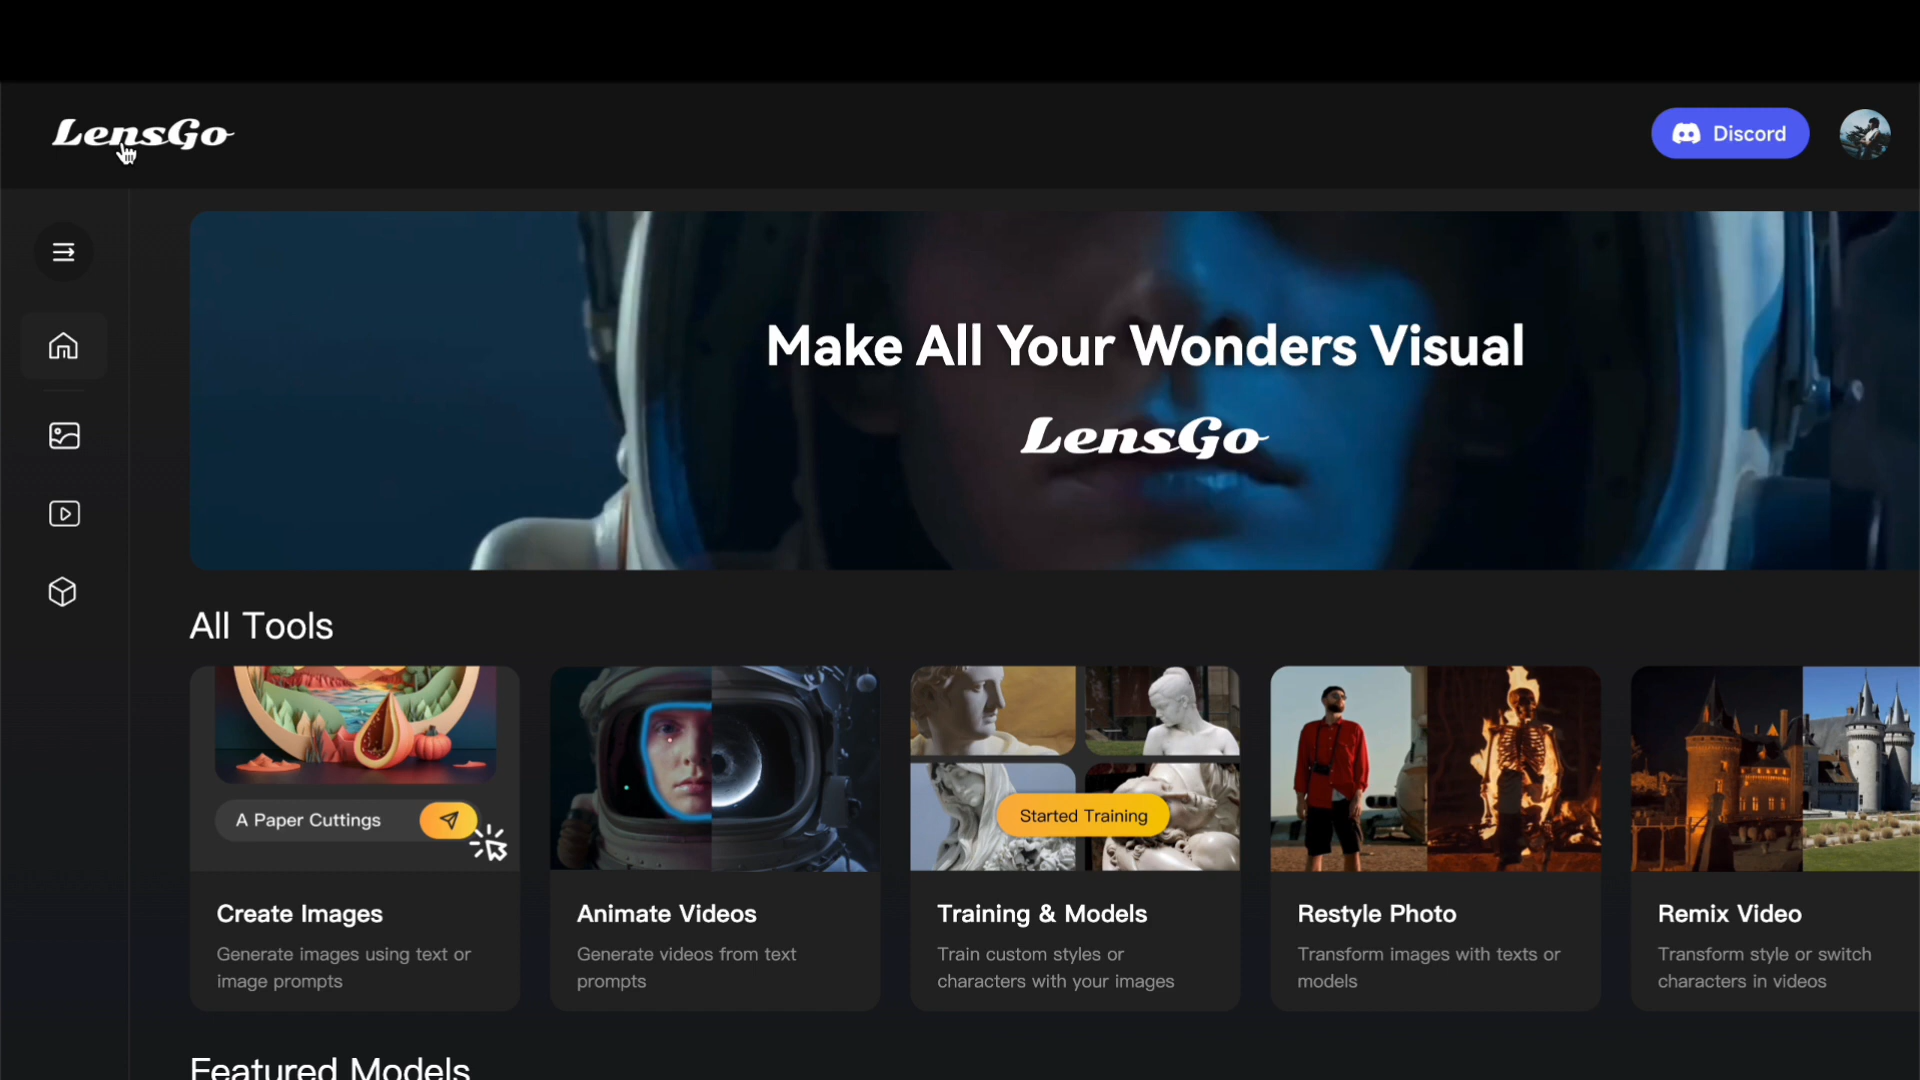 LensGo
Discord
Make All Your Wonders Visual
LensGo
All Tools
A Paper Cuttings
Started Training
Create Images
Generate images using text or
image prompts
Animate Videos
Generate videos from text
prompts
Training & Models
Train custom styles or
characters with your images
Restyle Photo
Transform images with texts or
models
Remix Video
Transform style or switch
characters in videos
Featured Models